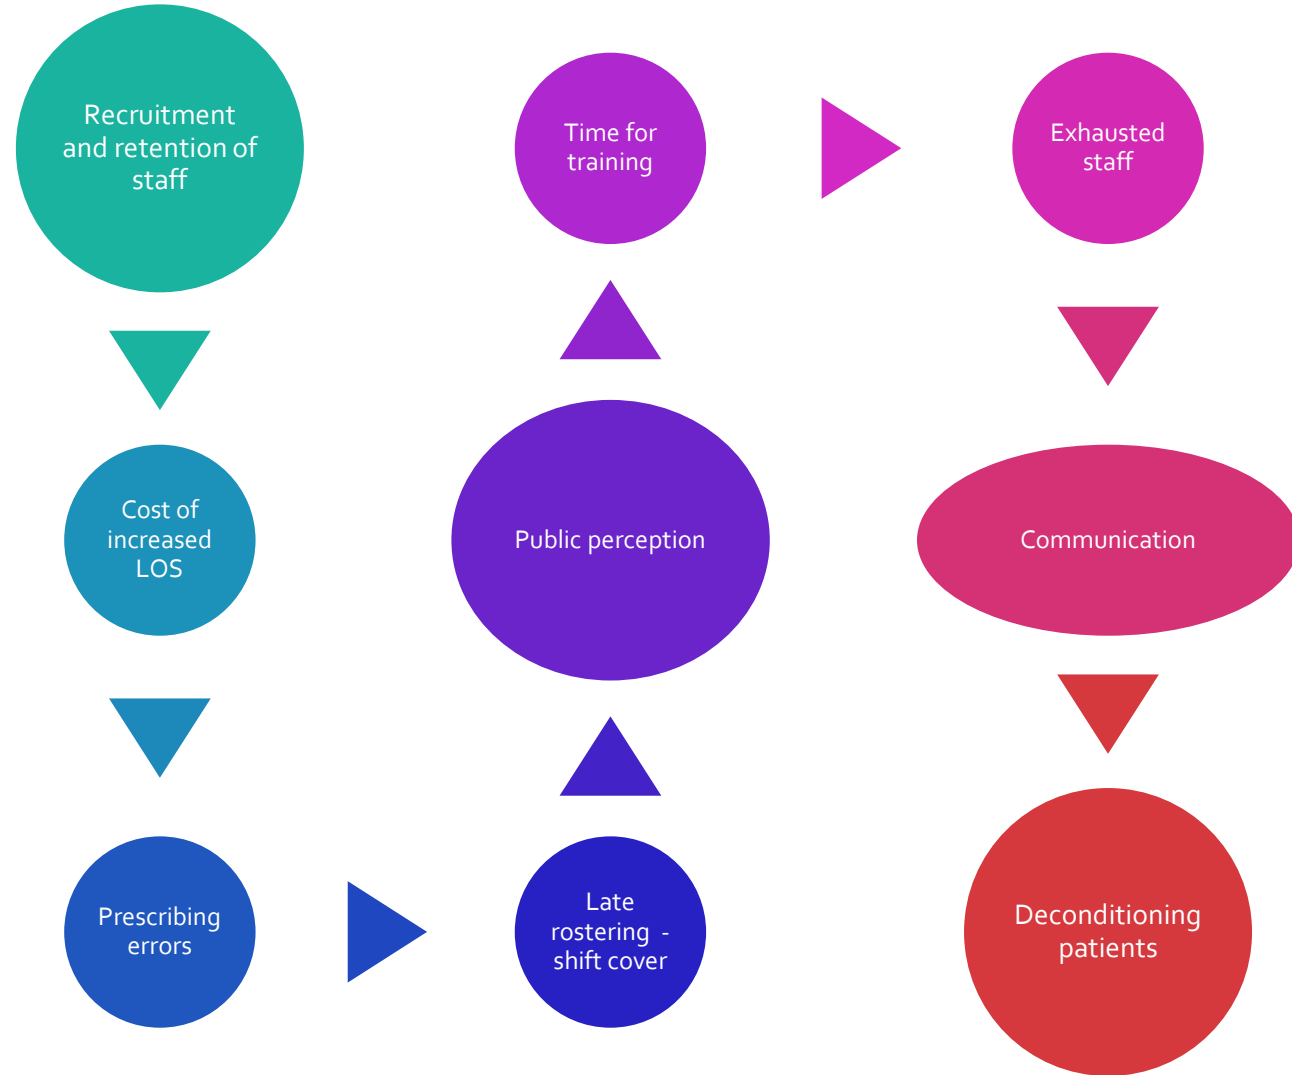 Recruitment
and retention of
staff
Cost of
increased
LOS
Prescribing
errors
Late
rostering  -
shift cover
Public perception
Time for
training
Exhausted
staff
Communication
Deconditioning
patients